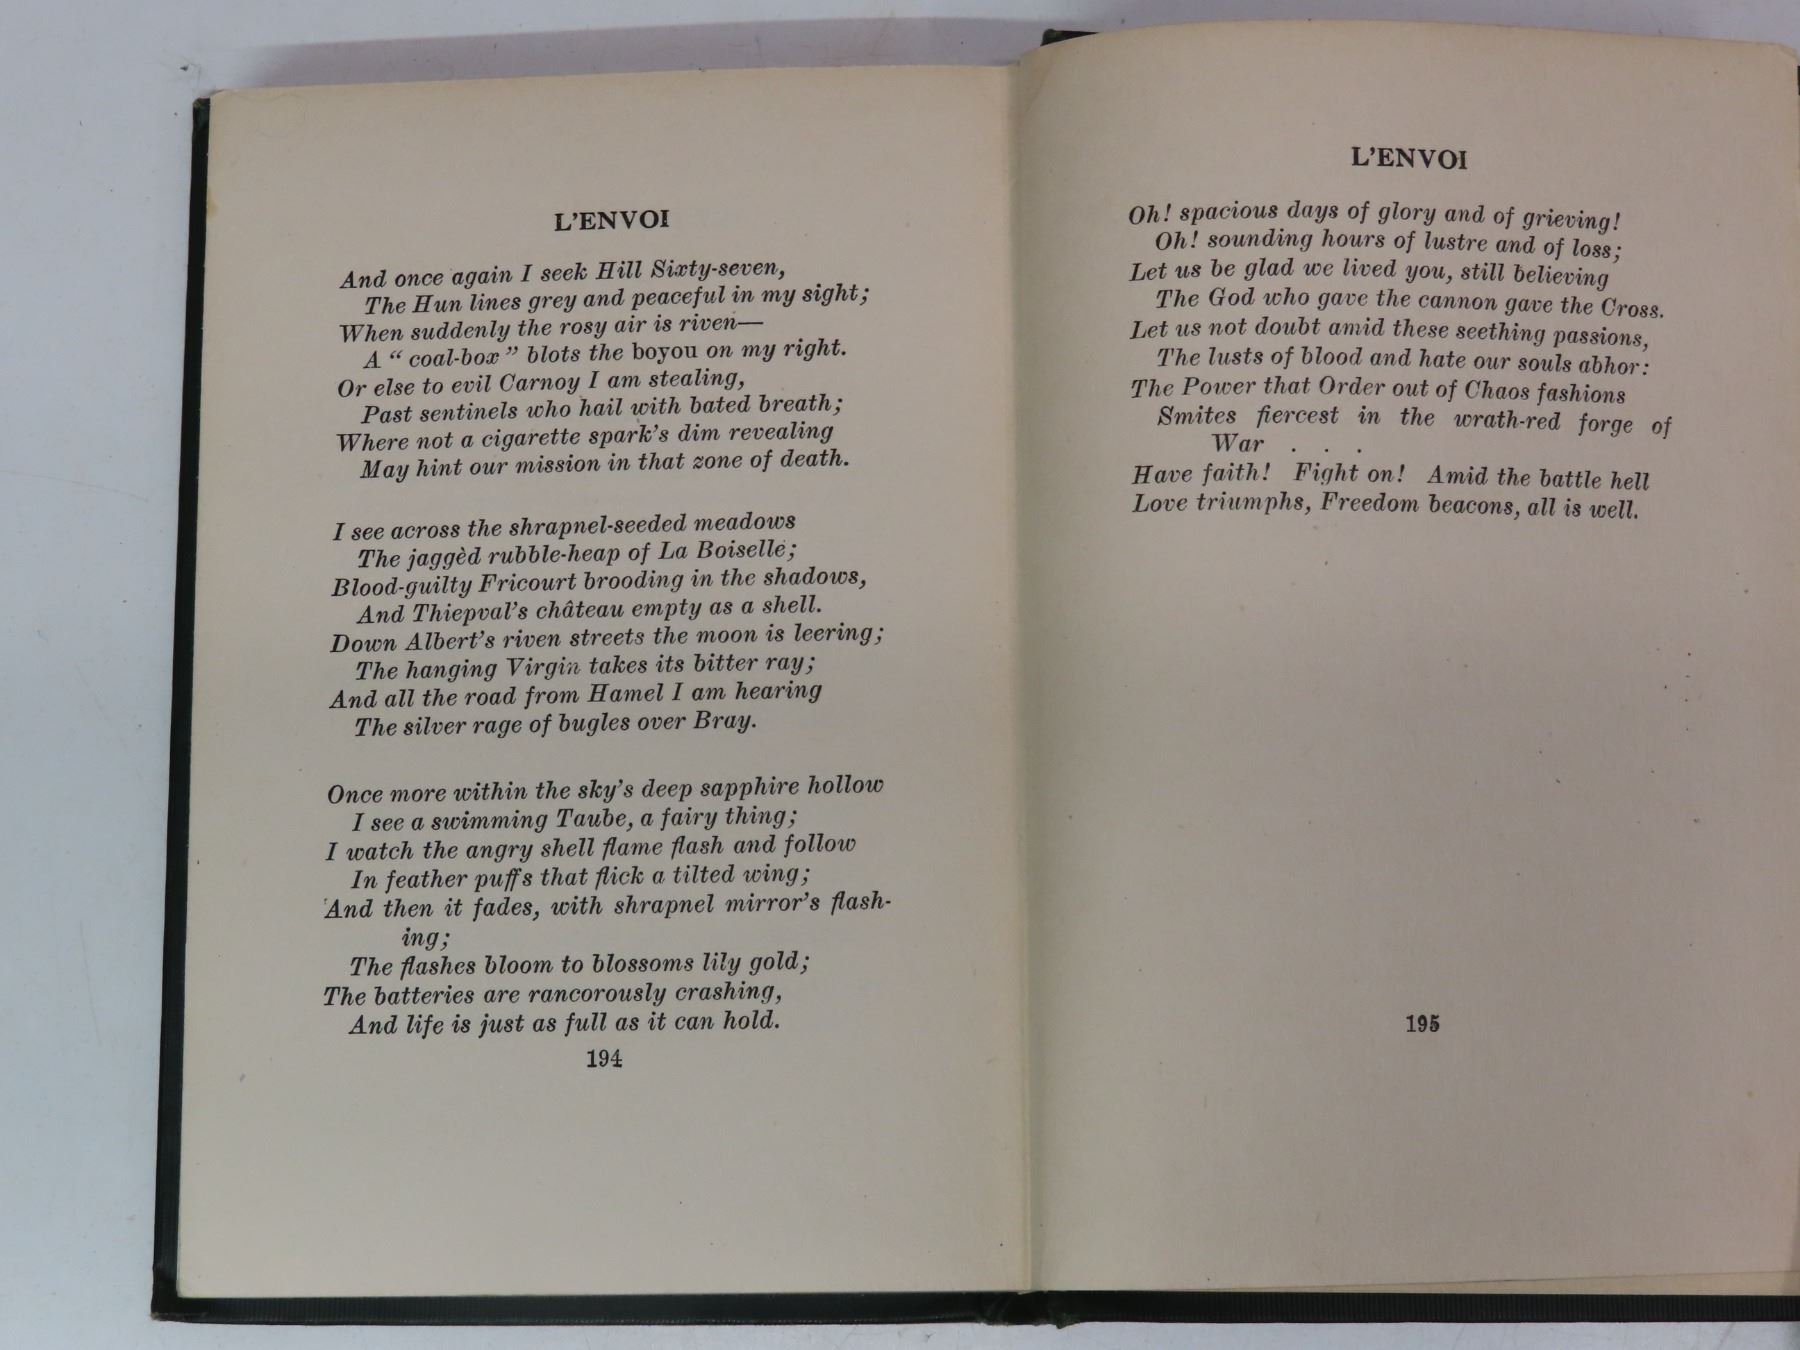 L'ENVOI
And once again I seek Hill Sixty-seven,
The Hun lines grey and peaceful in my sight;
When suddenly the rosy air is riven—
A “ coal-box ” blots the boyou on my right.
Or else to evil Carnoy I am stealing,
Past sentinels who hail with bated breath;
Where not a cigarette spark's dim revealing
May hint our mission in that zone of death.
I see across the shrapnel-seeded meadows
The jaggèd rubble-heap of La Boiselle;
Blood-guilty Fricourt brooding in the shadows,
And Thiepval's château empty as a shell.
Down Albert's riven streets the moon is leering;
The hanging Virgin takes its bitter ray;
And all the road from Hamel I am hearing
The silver rage of bugles over Bray.
Once more within the sky's deep sapphire hollow
I see a swimming Taube, a fairy thing;
I watch the angry shell flame flash and follow
In feather puffs that flick a tilted wing;
And then it fades, with shrapnel mirror's flash-
ing;
The flashes bloom to blossoms lily gold;
The batteries are rancorously crashing,
And life is just as full as it can hold.
194
L'ENVOI
Oh! spacious days of glory and of grieving!
Oh! sounding hours of lustre and of loss;
Let us be glad we lived you, still believing
The God who gave the cannon gave the Cross.
Let us not doubt amid these seething passions,
The lusts of blood and hate our souls abhor:
The Power that Order out of Chaos fashions
Smites fiercest in the wrath-red forge of
War . . .
Have faith! Fight on! Amid the battle hell
Love triumphs, Freedom beacons, all is well.
195